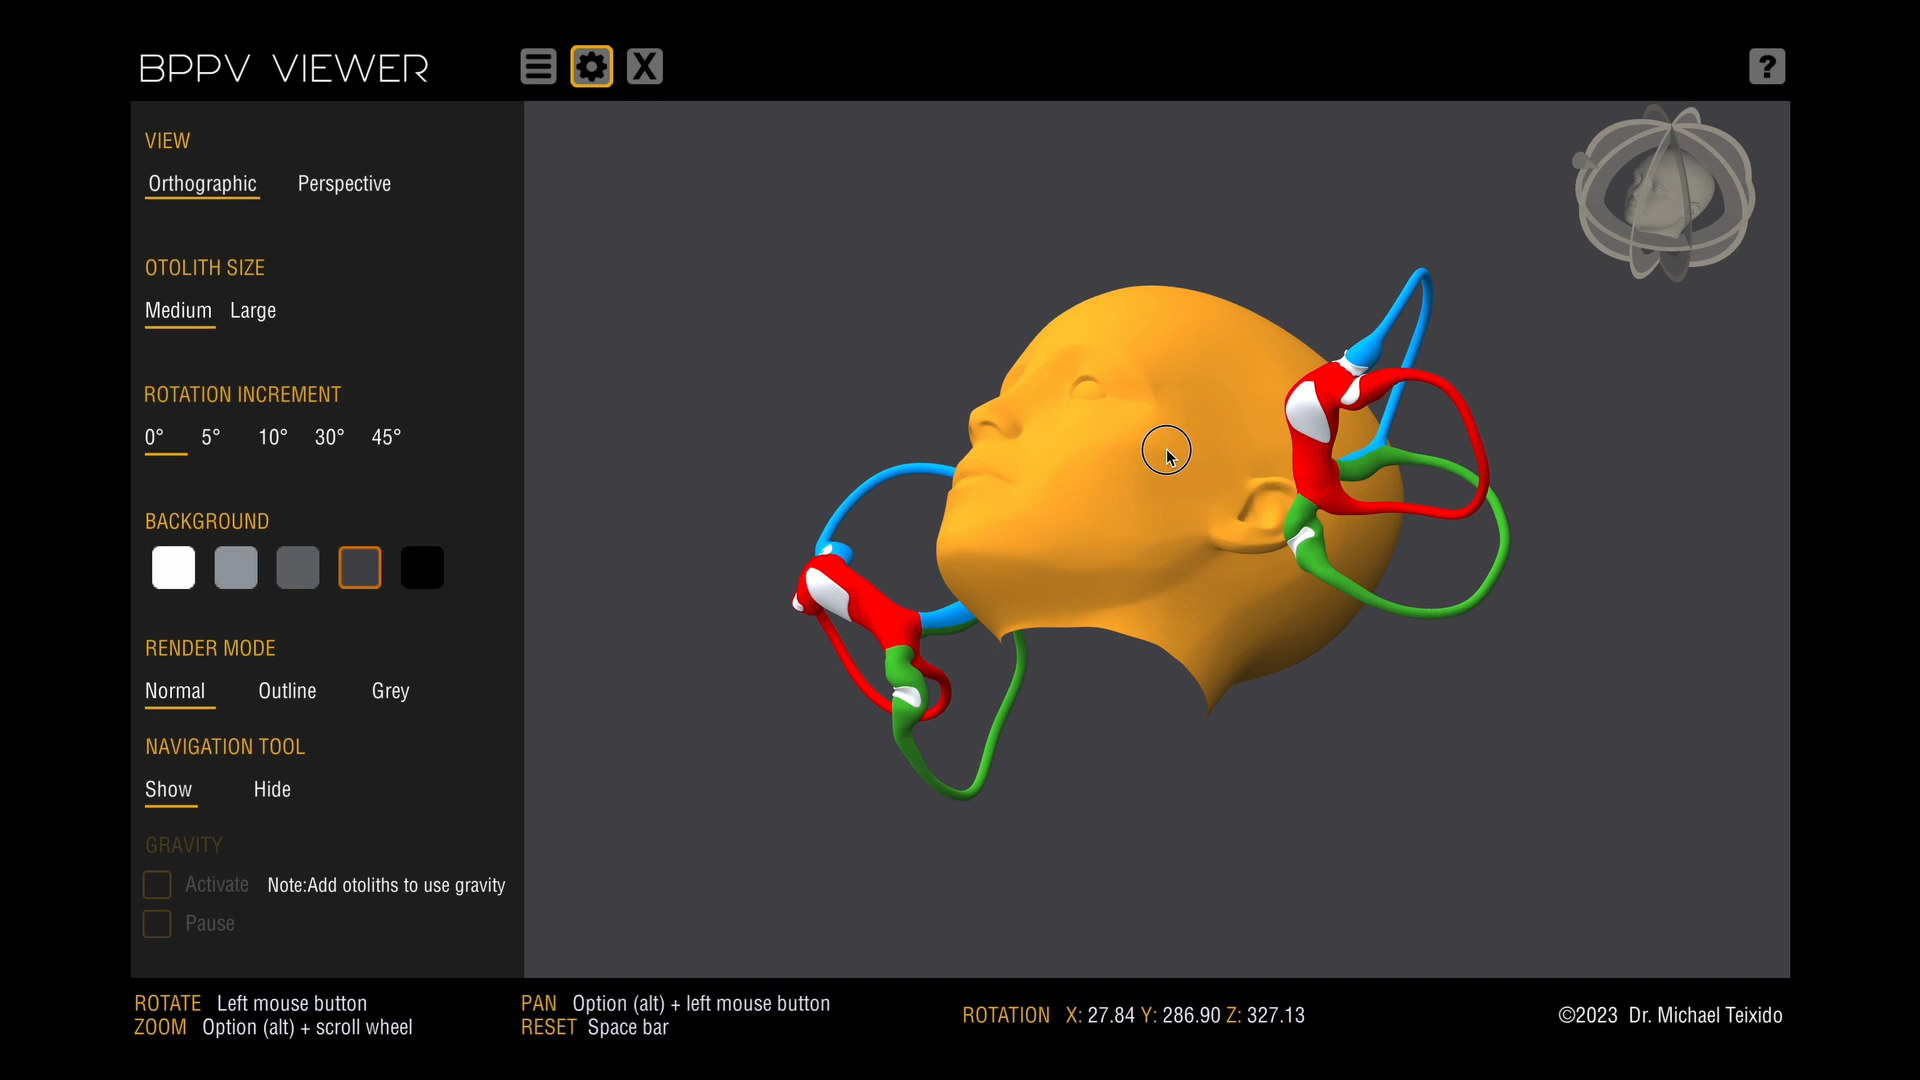 BPPV VIEWER
X
?
VIEW
Orthographic Perspective
OTOLITH SIZE
Medium Large
ROTATION INCREMENT
0° 5° 10° 30° 45°
BACKGROUND
RENDER MODE
Normal Outline Grey
NAVIGATION TOOL
Show Hide
GRAVITY
Activate Note:Add otoliths to use gravity
Pause
ROTATE Left mouse button
ZOOM Option (alt) + scroll wheel
PAN Option (alt) + left mouse button
RESET Space bar
ROTATION X: 27.84 Y: 286.90 Z: 327.13
©2023 Dr. Michael Teixido